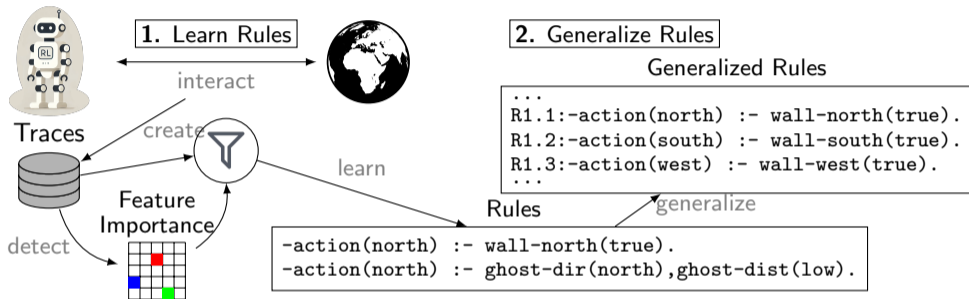 1. Learn Rules
2. Generalize Rules
RL
interact
Generalized Rules
...
R1.1:-action(north) :- wall-north(true).
R1.2:-action(south) :- wall-south(true).
R1.3:-action(west) :- wall-west(true).
...
Traces
create
learn
generalize
Feature
Importance
detect
Rules
-action(north) :- wall-north(true).
-action(north) :- ghost-dir(north),ghost-dist(low).